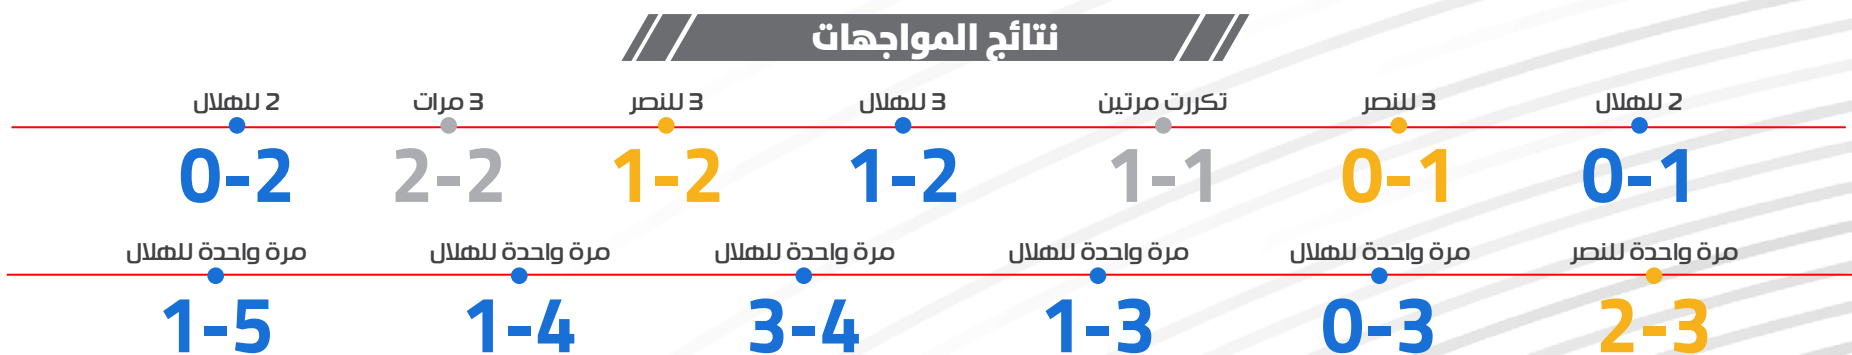 نتائج المواجهات
2 للهلال
3 للنصر
تكررت مرتين
3 للهلال
3 للنصر
3 مرات
2 للهلال
0-1
0-1
1-1
1-2
1-2
2-2
0-2
مرة واحدة للنصر
مرة واحدة للهلال
مرة واحدة للهلال
مرة واحدة للهلال
مرة واحدة للهلال
مرة واحدة للهلال
2-3
0-3
1-3
3-4
1-4
1-5